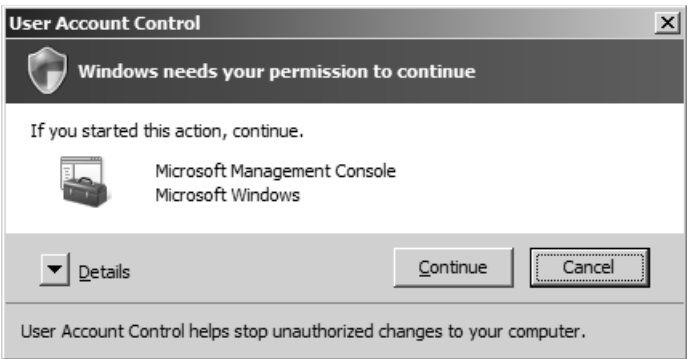 User Account Control
Windows needs your permission to continue
If you started this action, continue.
Microsoft Management Console
Microsoft Windows
Details
Continue
Cancel
User Account Control helps stop unauthorized changes to your computer.